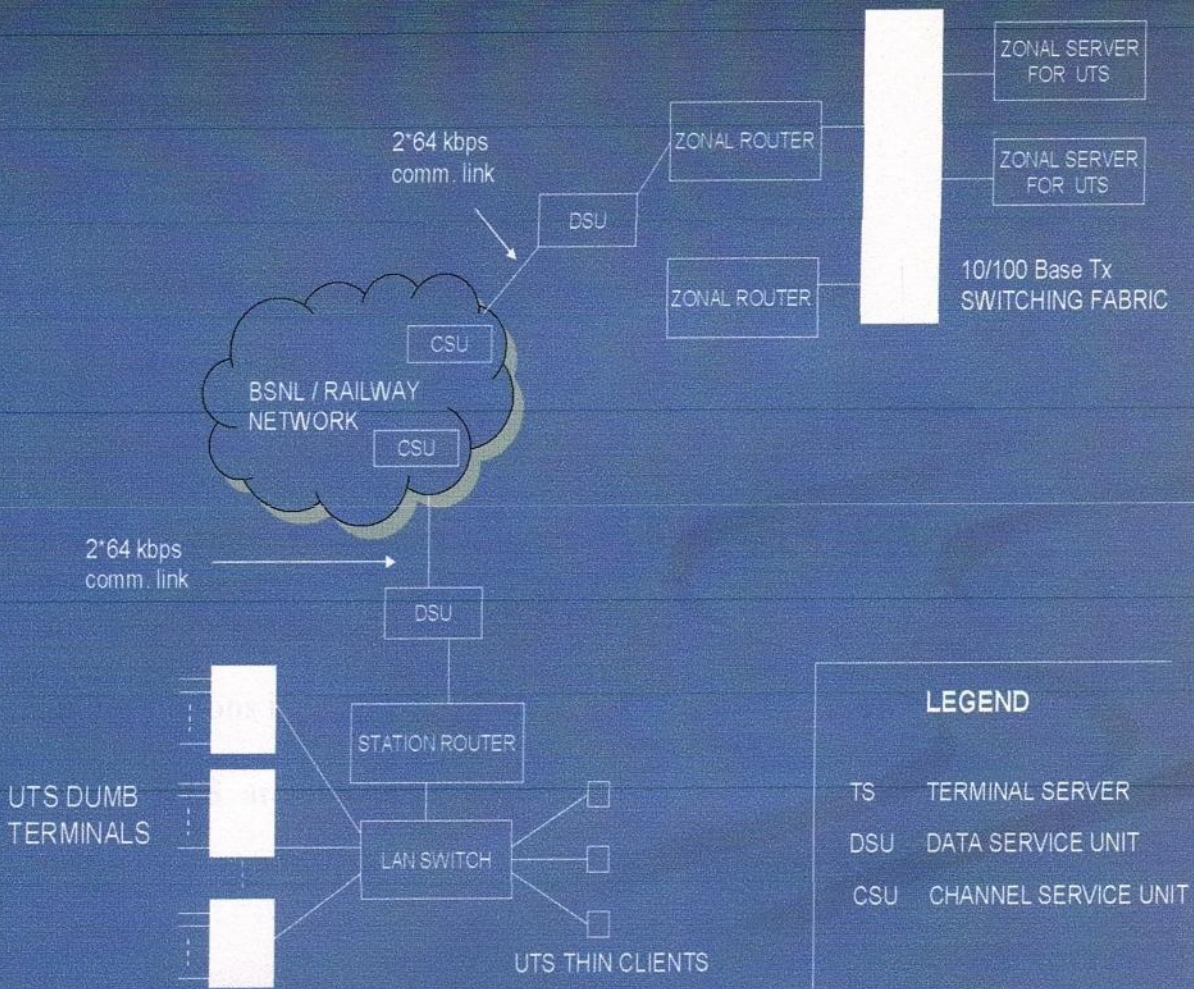 ZONAL SERVER
FOR UTS
2*64 kbps
comm. link
ZONAL ROUTER
ZONAL SERVER
FOR UTS
DSU
ZONAL ROUTER
10/100 Base Tx
SWITCHING FABRIC
CSU
BSNL / RAILWAY
NETWORK
CSU
2*64 kbps
comm. link
DSU
STATION ROUTER
UTS DUMB
TERMINALS
LAN SWITCH
UTS THIN CLIENTS
LEGEND
TS TERMINAL SERVER
DSU DATA SERVICE UNIT
CSU CHANNEL SERVICE UNIT